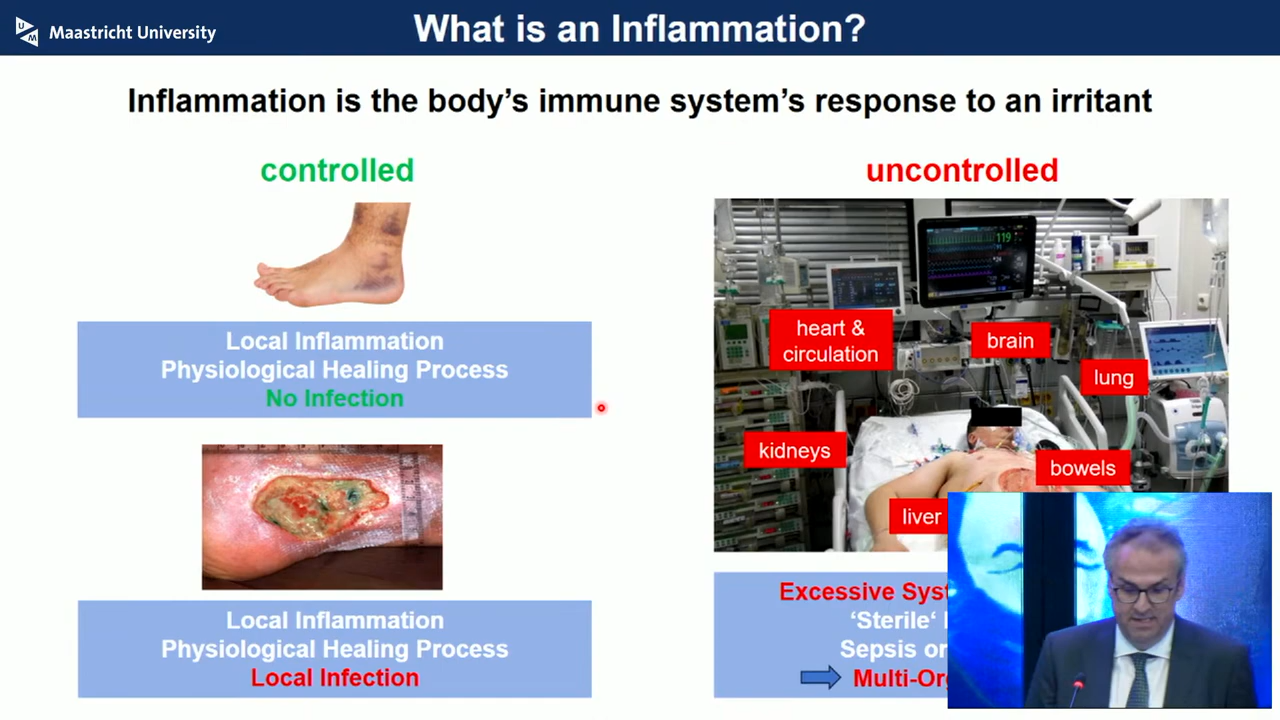 Maastricht University
What is an Inflammation?
Inflammation is the body's immune system's response to an irritant
controlled
Local Inflammation
Physiological Healing Process
No Infection
Local Inflammation
Physiological Healing Process
Local Infection
uncontrolled
119
heart &
circulation
brain
lung
kidneys
bowels
liver
Excessive
‘Sterile‘
Sepsis or